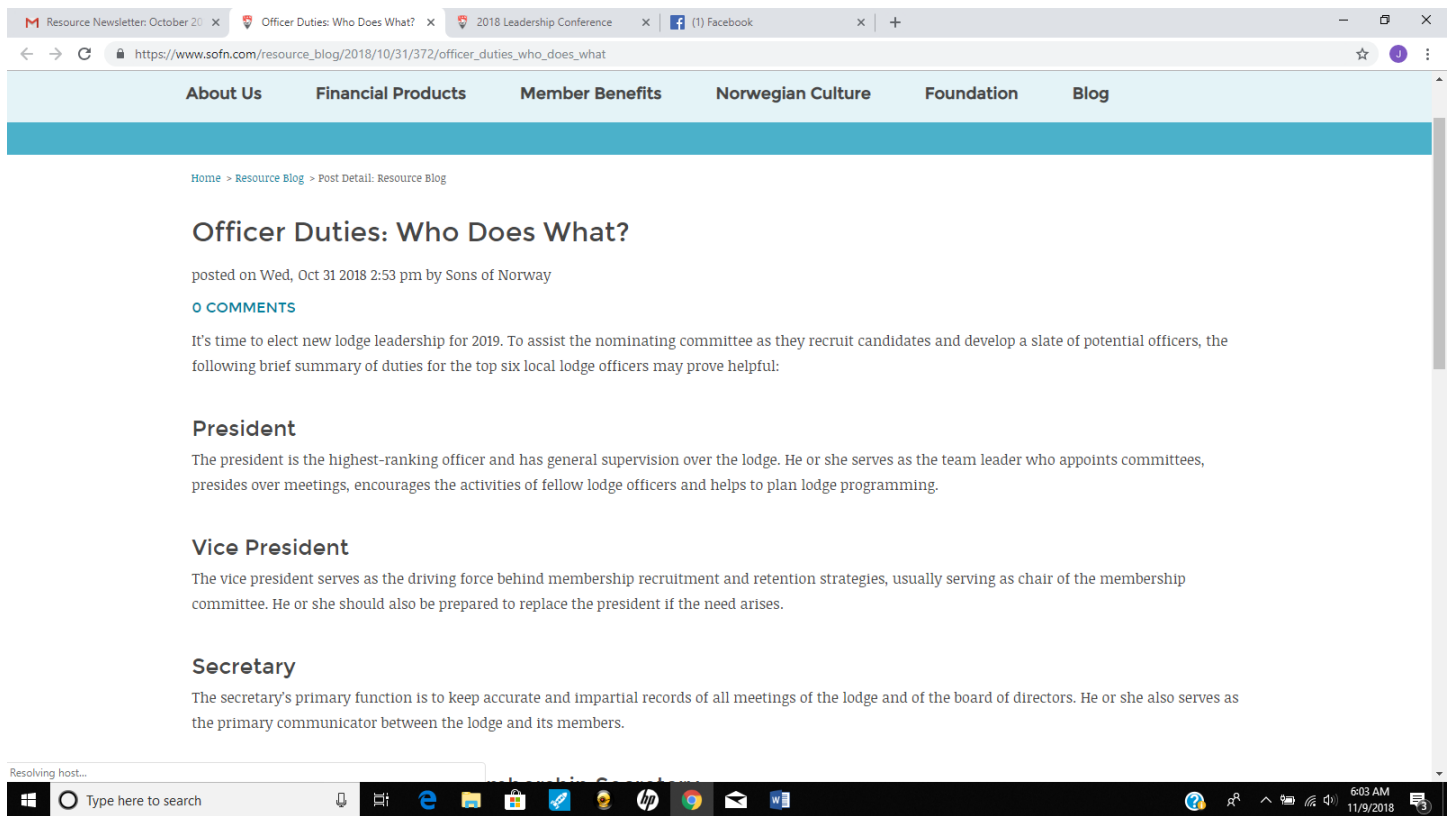 Resource Newsletter: October 20
Officer Duties: Who Does What?
2018 Leadership Conference
(1) Facebook
https://www.sofn.com/resource_blog/2018/10/31/372/officer_duties_who_does_what
J
About Us Financial Products Member Benefits Norwegian Culture Foundation Blog
Home > Resource Blog > Post Detail: Resource Blog
Officer Duties: Who Does What?
posted on Wed, Oct 31 2018 2:53 pm by Sons of Norway
0 COMMENTS
It's time to elect new lodge leadership for 2019. To assist the nominating committee as they recruit candidates and develop a slate of potential officers, the
following brief summary of duties for the top six local lodge officers may prove helpful:
President
The president is the highest-ranking officer and has general supervision over the lodge. He or she serves as the team leader who appoints committees,
presides over meetings, encourages the activities of fellow lodge officers and helps to plan lodge programming.
Vice President
The vice president serves as the driving force behind membership recruitment and retention strategies, usually serving as chair of the membership
committee. He or she should also be prepared to replace the president if the need arises.
Secretary
The secretary's primary function is to keep accurate and impartial records of all meetings of the lodge and of the board of directors. He or she also serves as
the primary communicator between the lodge and its members.
Resolving host...
Type here to search
hp
6:03 AM
11/9/2018
3